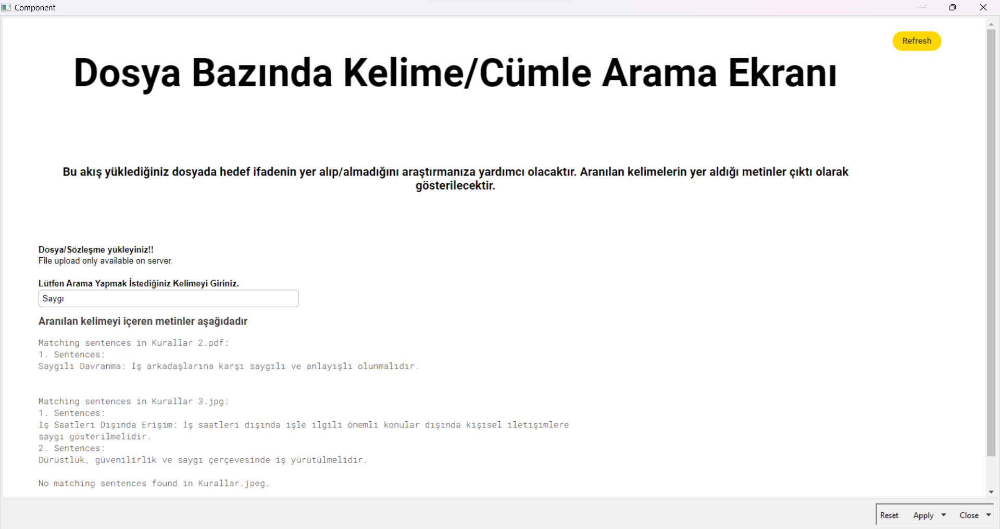 Component
Refresh
Dosya Bazında Kelime/Cümle Arama Ekranı
Bu akış yüklediğiniz dosyada hedef ifadenin yer alıp/almadığını araştırmanıza yardımcı olacaktır. Aranılan kelimelerin yer aldığı metinler çıktı olarak
gösterilecektir.
Dosya/Sözleşme yükleyiniz!!
File upload only available on server.
Lütfen Arama Yapmak İstediğiniz Kelimeyi Giriniz.
Saygı
Aranılan kelimeyi içeren metinler aşağıdadır
Matching sentences in Kurallar 2.pdf:
1. Sentences:
Saygılı Davranma: İş arkadaşlarına karşı saygılı ve anlayışlı olunmalıdır.
Matching sentences in Kurallar 3.jpg:
1. Sentences:
İş Saatleri Dışında Erişim: İş saatleri dışında işle ilgili önemli konular dışında kişisel iletişimlere
saygı gösterilmelidir.
2. Sentences:
Dürüstlük, güvenilirlik ve saygı çerçevesinde iş yürütülmelidir.
No matching sentences found in Kurallar.jpeg.
Reset Apply Close